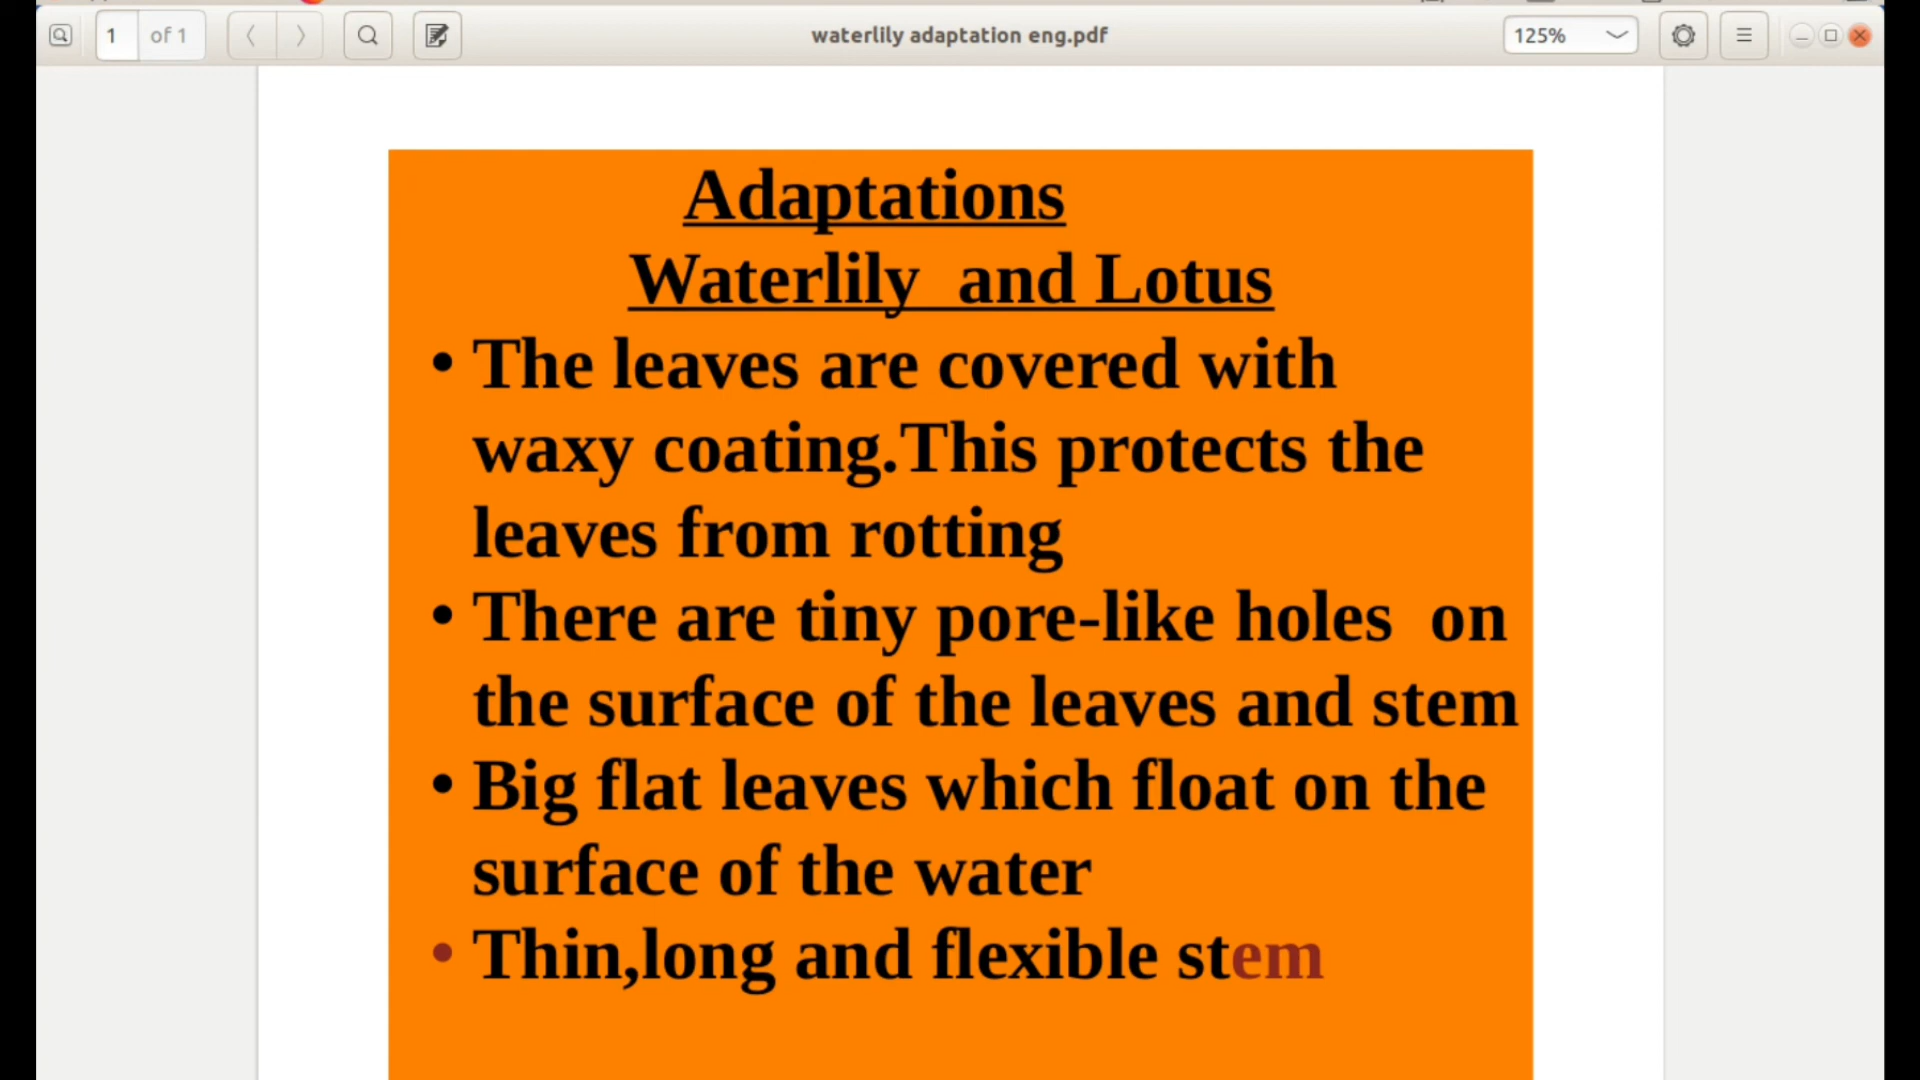 1 of 1
waterlily adaptation eng.pdf
125%
Adaptations
Waterlily  and Lotus
• The leaves are covered with
waxy coating.This protects the
leaves from rotting
• There are tiny pore-like holes  on
the surface of the leaves and stem
• Big flat leaves which float on the
surface of the water
• Thin,long and flexible stem